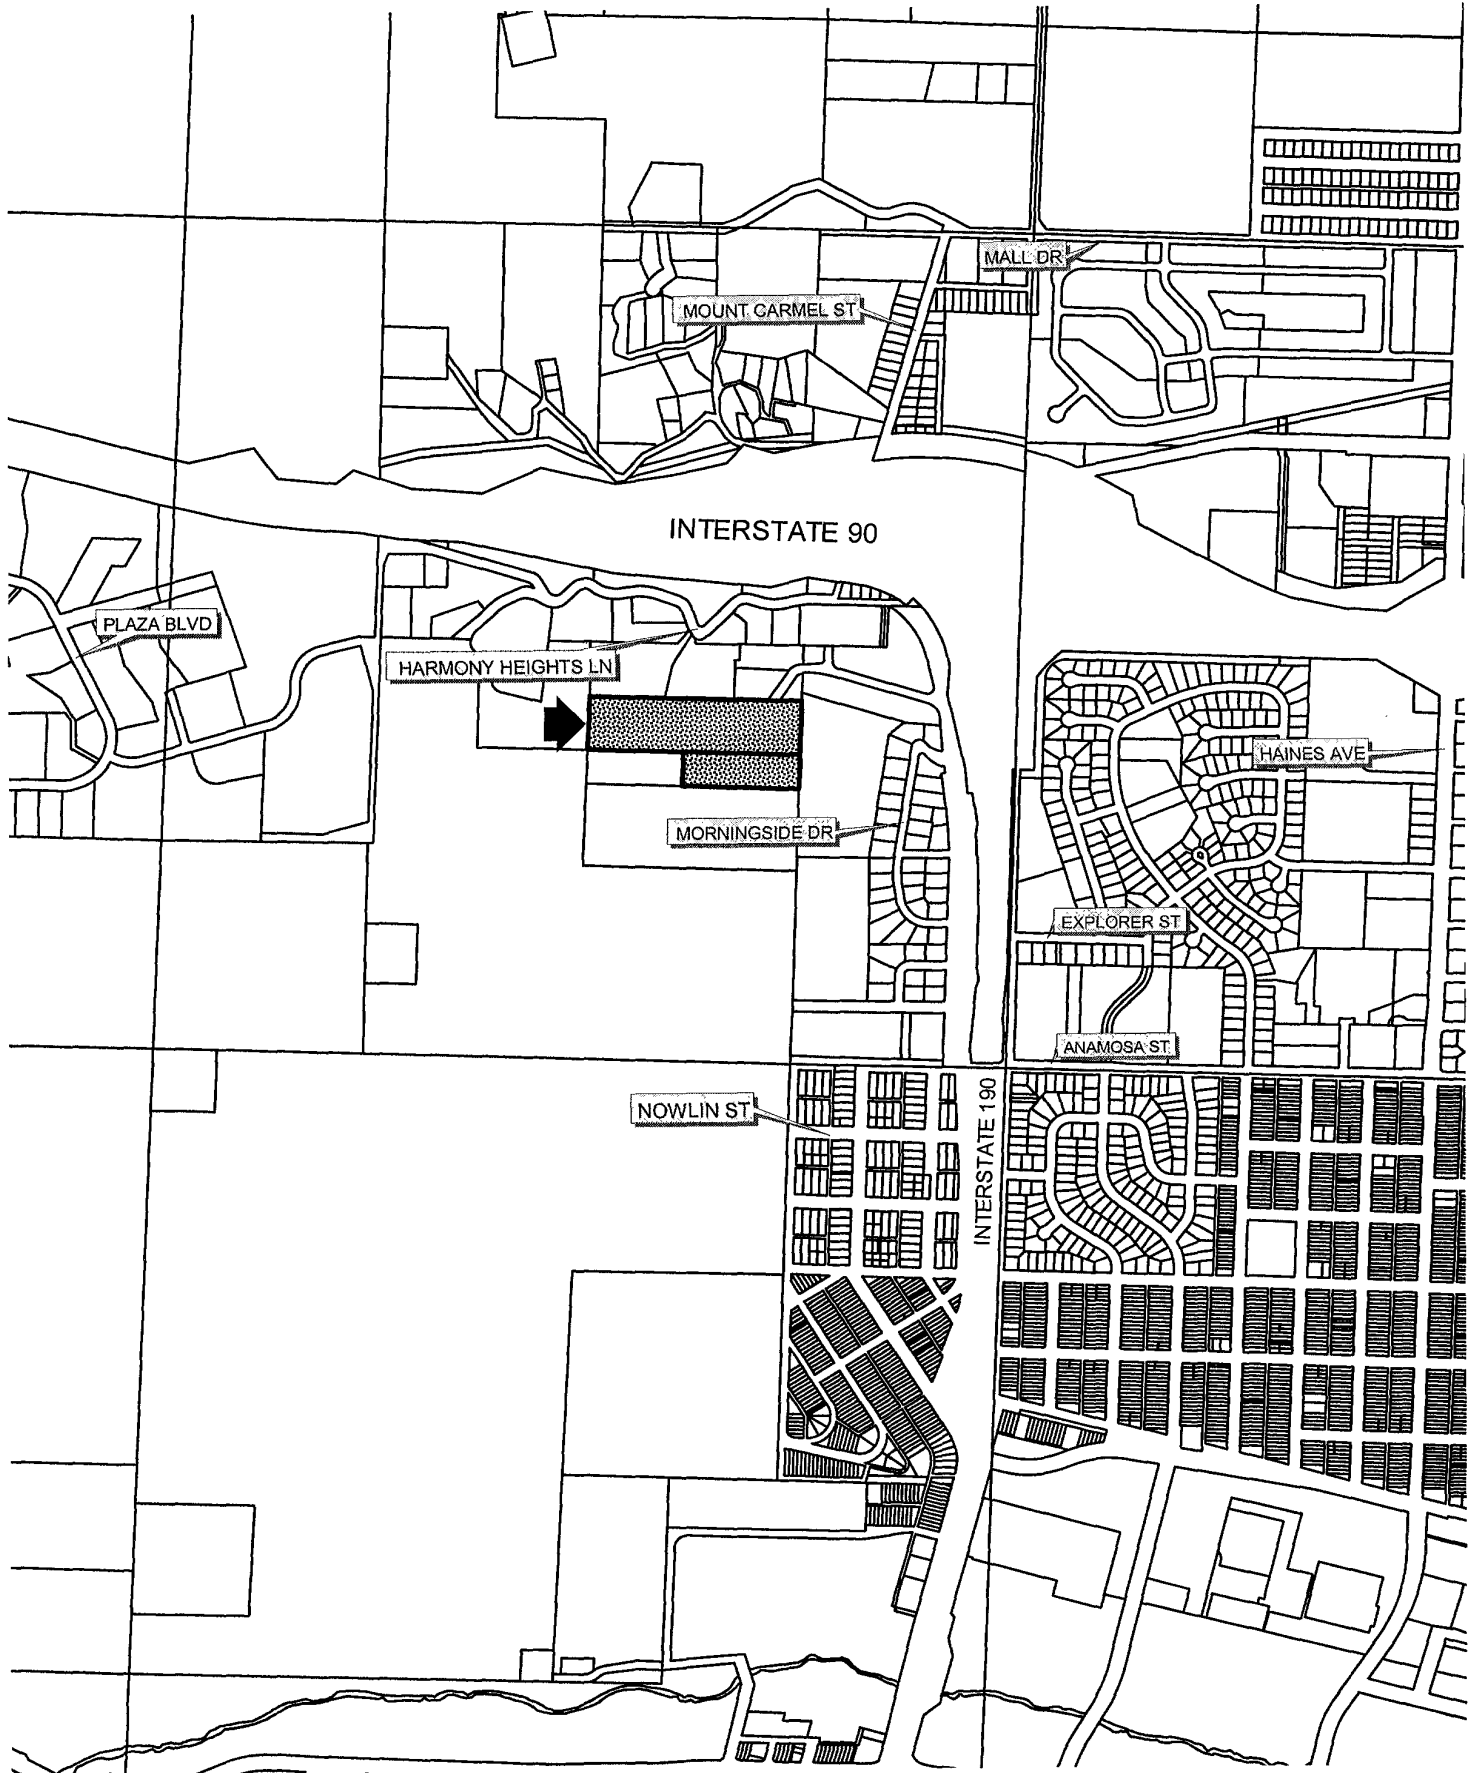 MALL DR
MOUNT CARMEL ST
INTERSTATE 90
PLAZA BLVD
HARMONY HEIGHTS LN
HAINES AVE
MORNINGSIDE DR
EXPLORER ST
ANAMOSA ST
NOWLIN ST
INTERSTATE 190